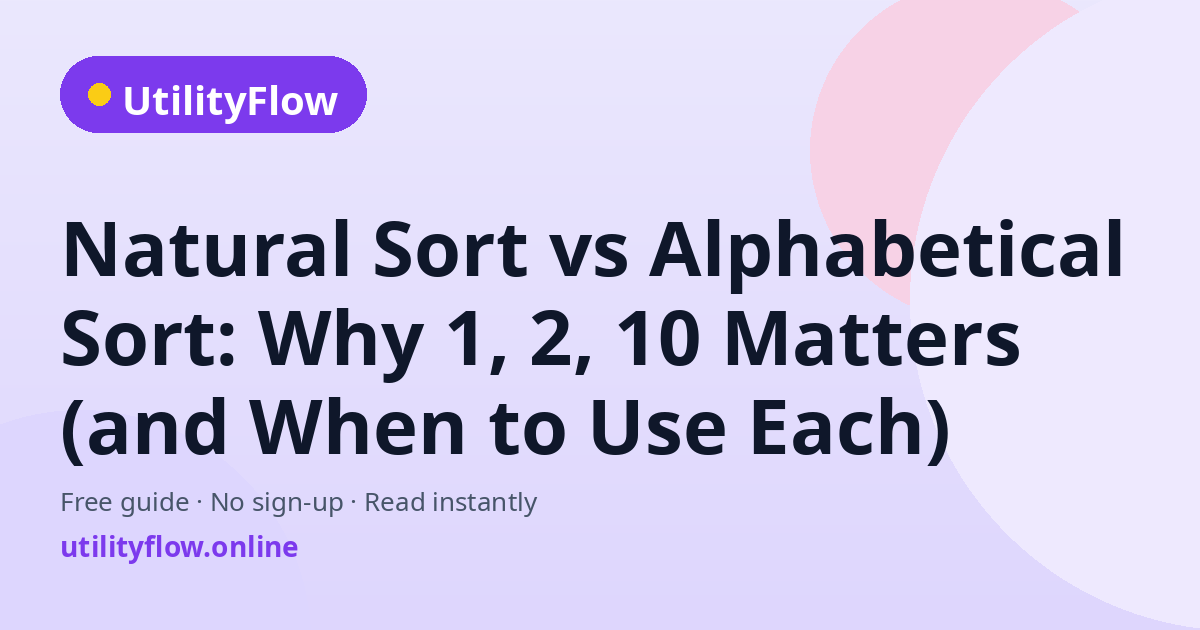 UtilityFlow
Natural Sort vs Alphabetical
Sort: Why 1, 2, 10 Matters
(and When to Use Each)
Free guide · No sign-up · Read instantly
utilityflow.online